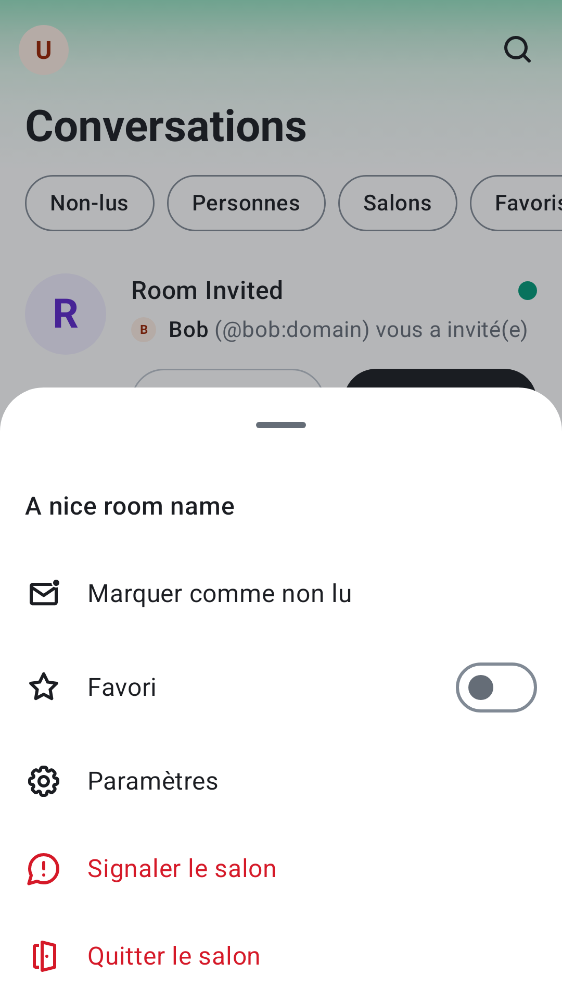 U
Conversations
Non-lus Personnes Salons Favoris
R
Room Invited
B Bob (@bob:domain) vous a invité(e)
A nice room name
Marquer comme non lu
Favori
Paramètres
Signaler le salon
Quitter le salon